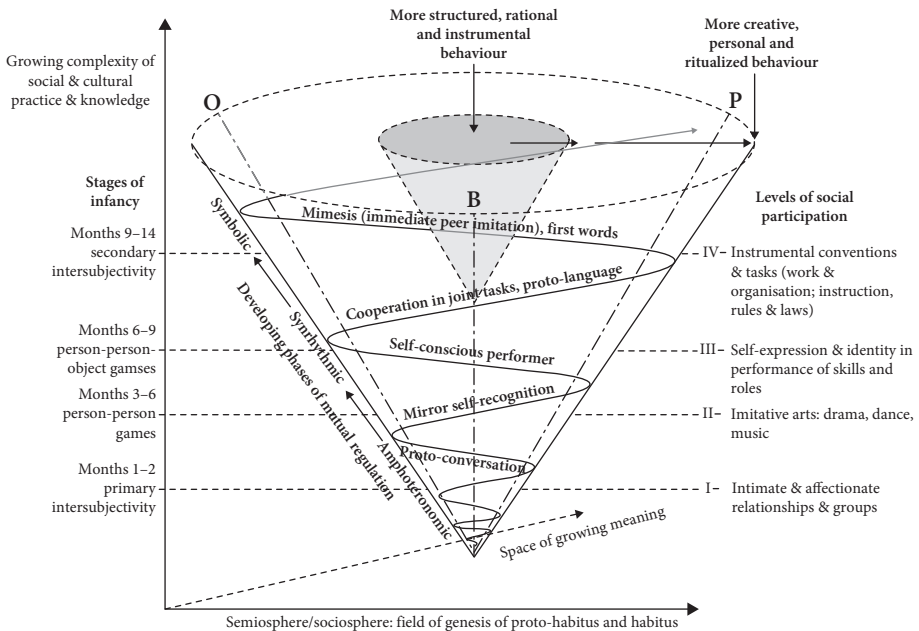 More structured, rational
and instrumental
behaviour
More creative,
personal and
ritualized behaviour
Growing complexity of
social & cultural
practice & knowledge
O
P
B
Stages of
infancy
Months 9–14
secondary
intersubjectivity
Months 6–9
person-person-
object gamses
Months 3–6
person-person
games
Months 1–2
primary
intersubjectivity
Symbolic
Synrhythmic
Amphoteronomic
Developing phases of mutual regulation
Mimesis (immediate peer imitation), first words
Cooperation in joint tasks, proto-language
Self-conscious performer
Mirror self-recognition
Proto-conversation
Levels of social
participation
IV– Instrumental conventions
& tasks (work &
organisation; instruction,
rules & laws)
III– Self-expression & identity in
performance of skills and
roles
II– Imitative arts: drama, dance,
music
I– Intimate & affectionate
relationships & groups
Space of growing meaning
Semiosphere/sociosphere: field of genesis of proto-habitus and habitus